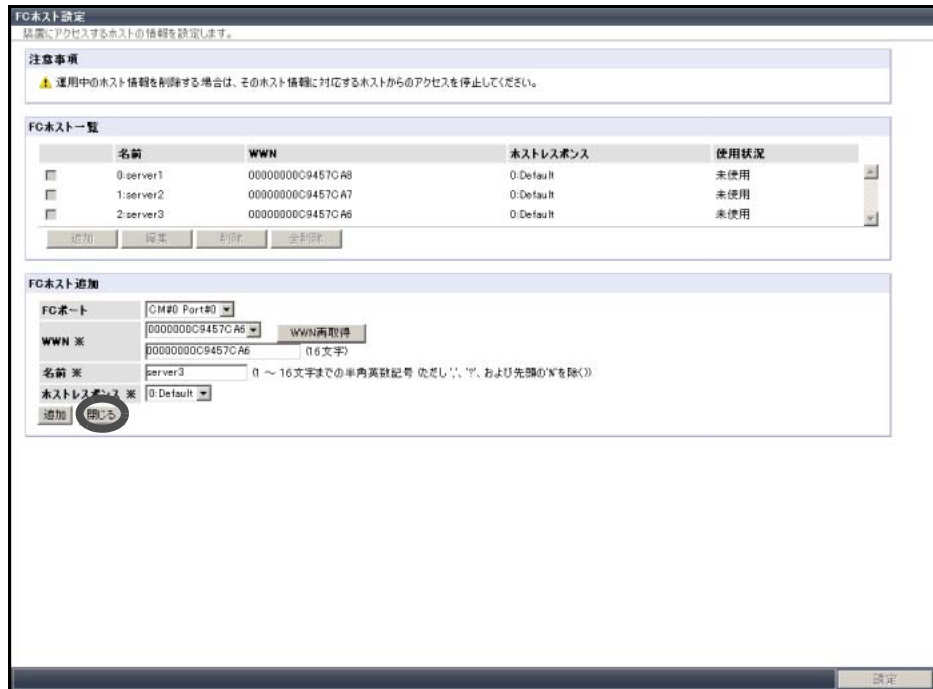 FCホスト設定
装置にアクセスするホストの情報を設定します。
注意事項
運用中のホスト情報を削除する場合は、そのホスト情報に対応するホストからのアクセスを停止してください。
FCホスト一覧
名前 WWN ホストレスポンス 使用状況
0:server1 00000000C9457CA8 0:Default 未使用
1:server2 00000000C9457CA7 0:Default 未使用
2:server3 00000000C9457CA6 0:Default 未使用
追加 編集 削除 全削除
FCホスト追加
FCポート CM#0 Port#0
WWN ※ 00000000C9457CA6 WWN再取得
00000000C9457CA6 (16文字)
名前 ※ server3 (1 ～ 16文字までの半角英数記号 (ただし ','、'?'、および先頭の'$'を除く))
ホストレスポンス ※ 0:Default
追加 閉じる
設定